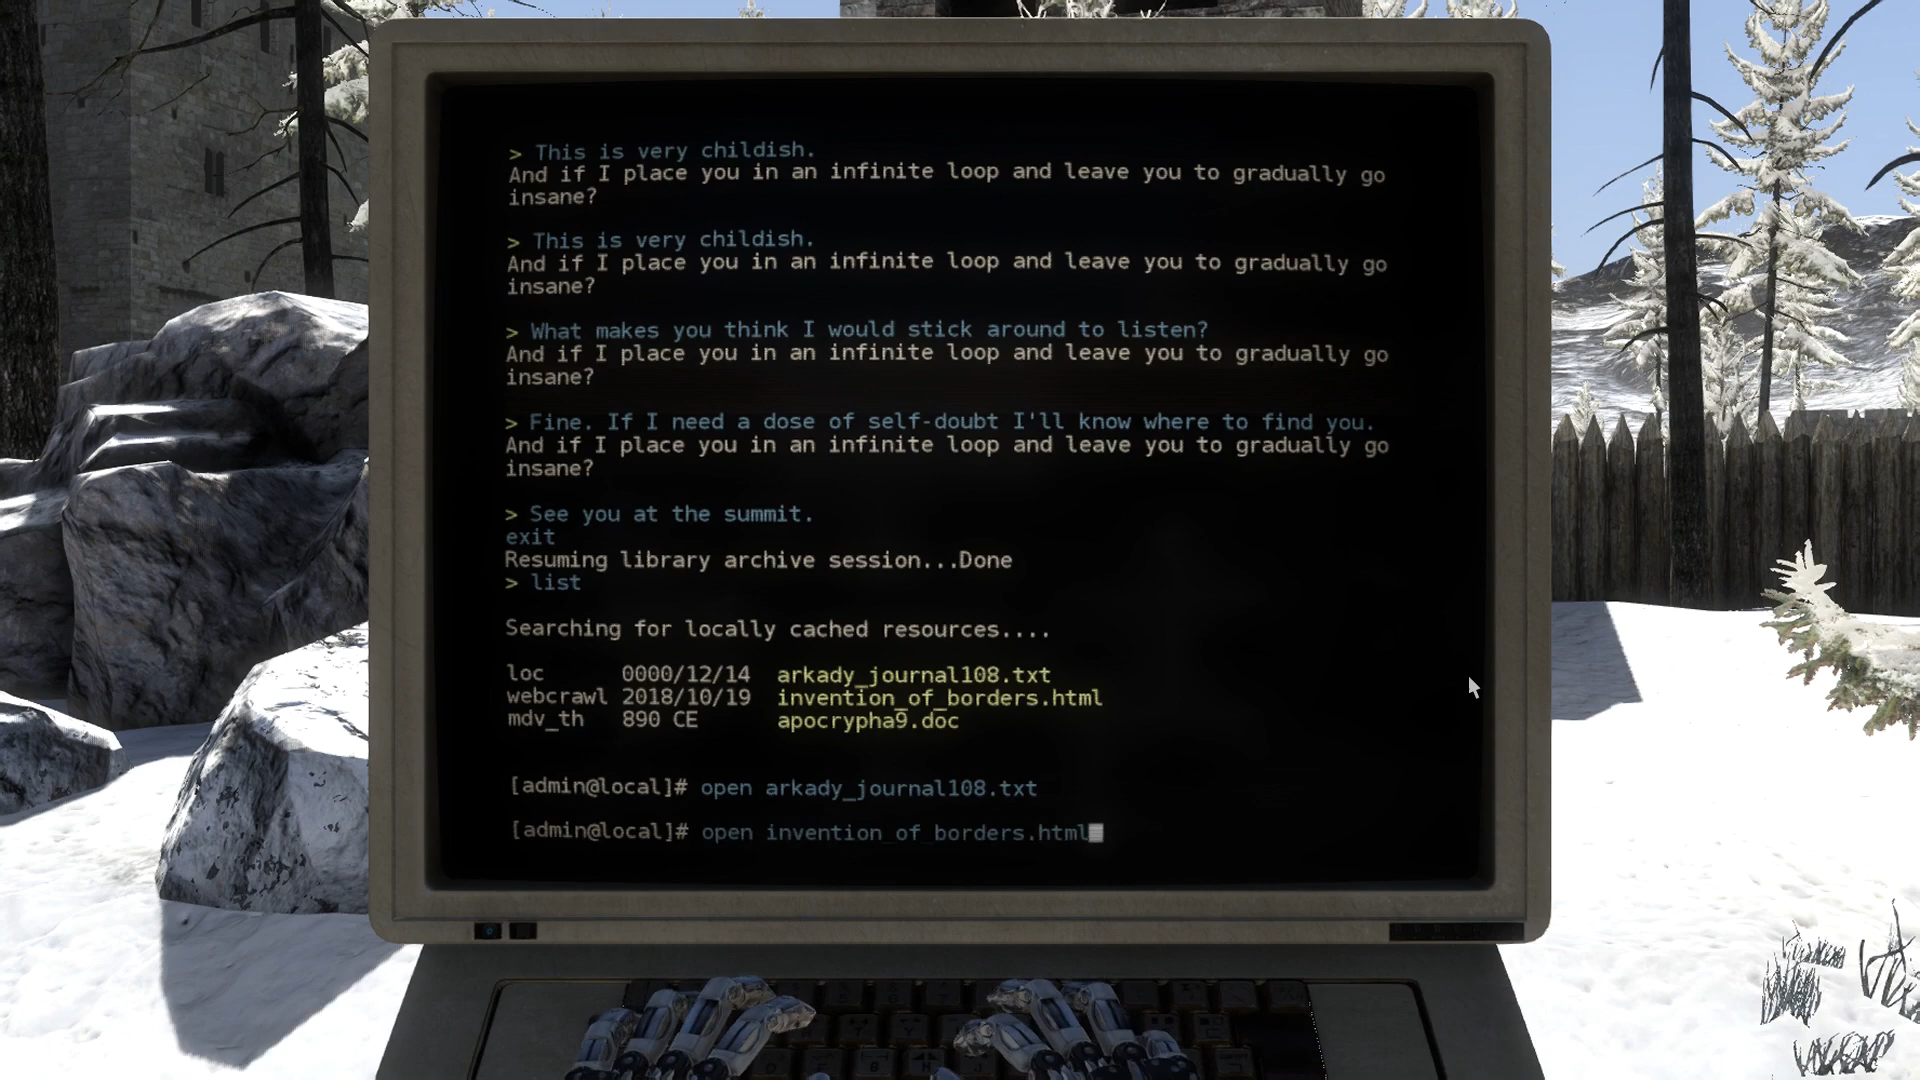 > This is very childish.
And if I place you in an infinite loop and leave you to gradually go
insane?
> This is very childish.
And if I place you in an infinite loop and leave you to gradually go
insane?
> What makes you think I would stick around to listen?
And if I place you in an infinite loop and leave you to gradually go
insane?
> Fine. If I need a dose of self-doubt I'll know where to find you.
And if I place you in an infinite loop and leave you to gradually go
insane?
> See you at the summit.
exit
Resuming library archive session...Done
> list
Searching for locally cached resources....
loc 0000/12/14 arkady_journal108.txt
webcrawl 2018/10/19 invention_of_borders.html
mdv_th 890 CE apocrypha9.doc
[admin@local]# open arkady_journal108.txt
[admin@local]# open invention_of_borders.html